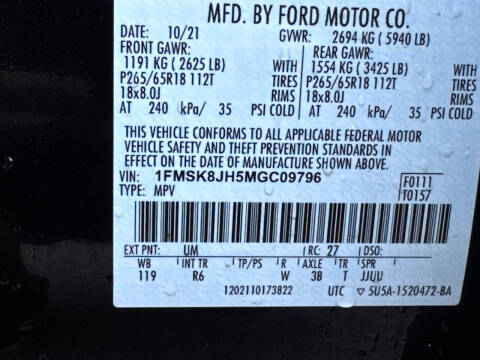 MFD. BY FORD MOTOR CO.
DATE: 10/21 GVWR: 2694 KG ( 5940 LB)
FRONT GAWR: REAR GAWR:
1191 KG ( 2625 LB) WITH 1554 KG ( 3425 LB) WITH
P265/65R18 112T TIRES P265/65R18 112T TIRES
18x8.0J RIMS 18x8.0J RIMS
AT 240 kPa/ 35 PSI COLD AT 240 kPa/ 35 PSI COLD
THIS VEHICLE CONFORMS TO ALL APPLICABLE FEDERAL MOTOR
VEHICLE SAFETY AND THEFT PREVENTION STANDARDS IN
EFFECT ON THE DATE OF MANUFACTURE SHOWN ABOVE.
VIN: 1FMSK8JH5MGC09796 F0111
TYPE: MPV T0157
EXT PNT: UM RC: 27 DSO:
WB INT TR TP/PS R AXLE TR SPR
119 R6 W 3B T JJUU
1202110173822 UTC 5U5A-1520472-BA